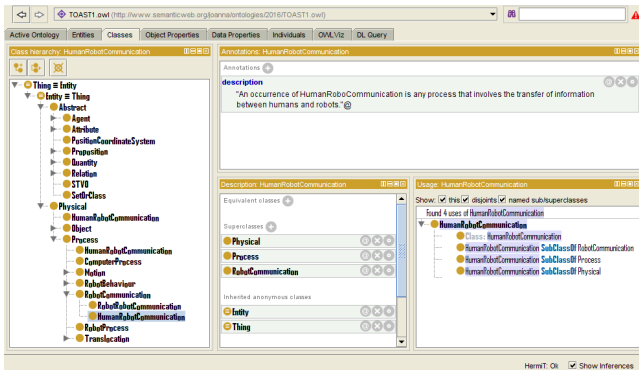 TOAST1.owl (http://www.semanticweb.org/joanna/ontologies/2016/TOAST1.owl)
Active Ontology Entities Classes Object Properties Data Properties Individuals OWLViz DL Query
Class hierarchy: HumanRobotCommunication
Thing ≡ Entity
Entity ≡ Thing
Abstract
Agent
Attribute
PositionCoordinateSystem
Proposition
Quantity
Relation
STVO
SetOrClass
Physical
HumanRobotCommunication
Object
Process
HumanRobotCommunication
ComputerProcess
Motion
RobotBehaviour
RobotCommunication
RobotRobotCommunication
HumanRobotCommunication
RobotProcess
Translocation
Annotations: HumanRobotCommunication
Annotations
description
"An occurrence of HumanRoboCommunication is any process that involves the transfer of information
between humans and robots."@
Description: HumanRobotCommunication
Equivalent classes
Superclasses
Physical
Process
RobotCommunication
Inherited anonymous classes
Entity
Thing
Usage: HumanRobotCommunication
Show: this disjoints named sub/superclasses
Found 4 uses of HumanRobotCommunication
HumanRobotCommunication
Class: HumanRobotCommunication
HumanRobotCommunication SubClassOf RobotCommunication
HumanRobotCommunication SubClassOf Process
HumanRobotCommunication SubClassOf Physical
HermiT: Ok Show Inferences